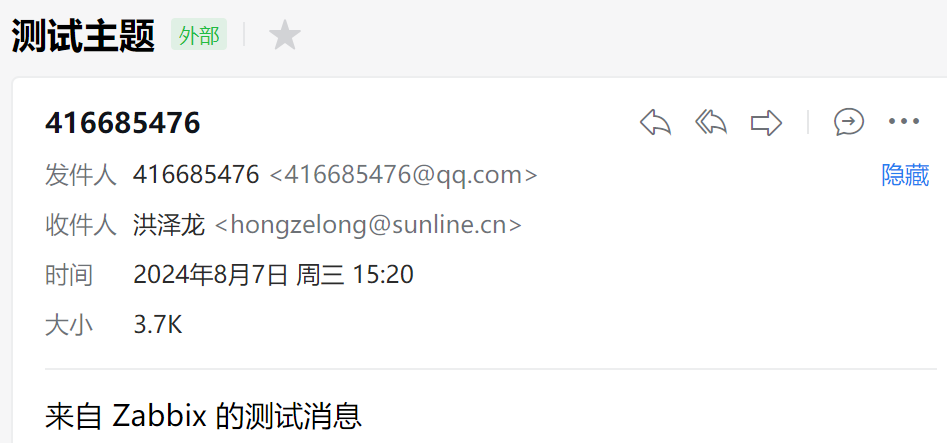 测试主题 外部
416685476
发件人 416685476 <416685476@qq.com> 隐藏
收件人 洪泽龙 <hongzelong@sunline.cn>
时间 2024年8月7日 周三 15:20
大小 3.7K
来自 Zabbix 的测试消息